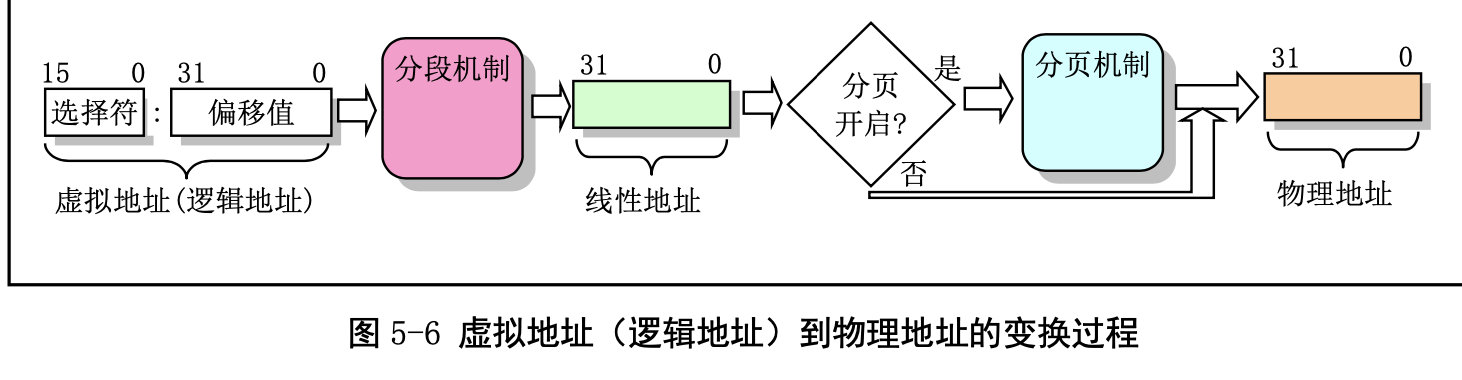 15 0 31 0
选择符 : 偏移值
虚拟地址(逻辑地址)
分段机制
31 0
线性地址
分页
开启?
是
否
分页机制
31 0
物理地址
图 5-6 虚拟地址（逻辑地址）到物理地址的变换过程